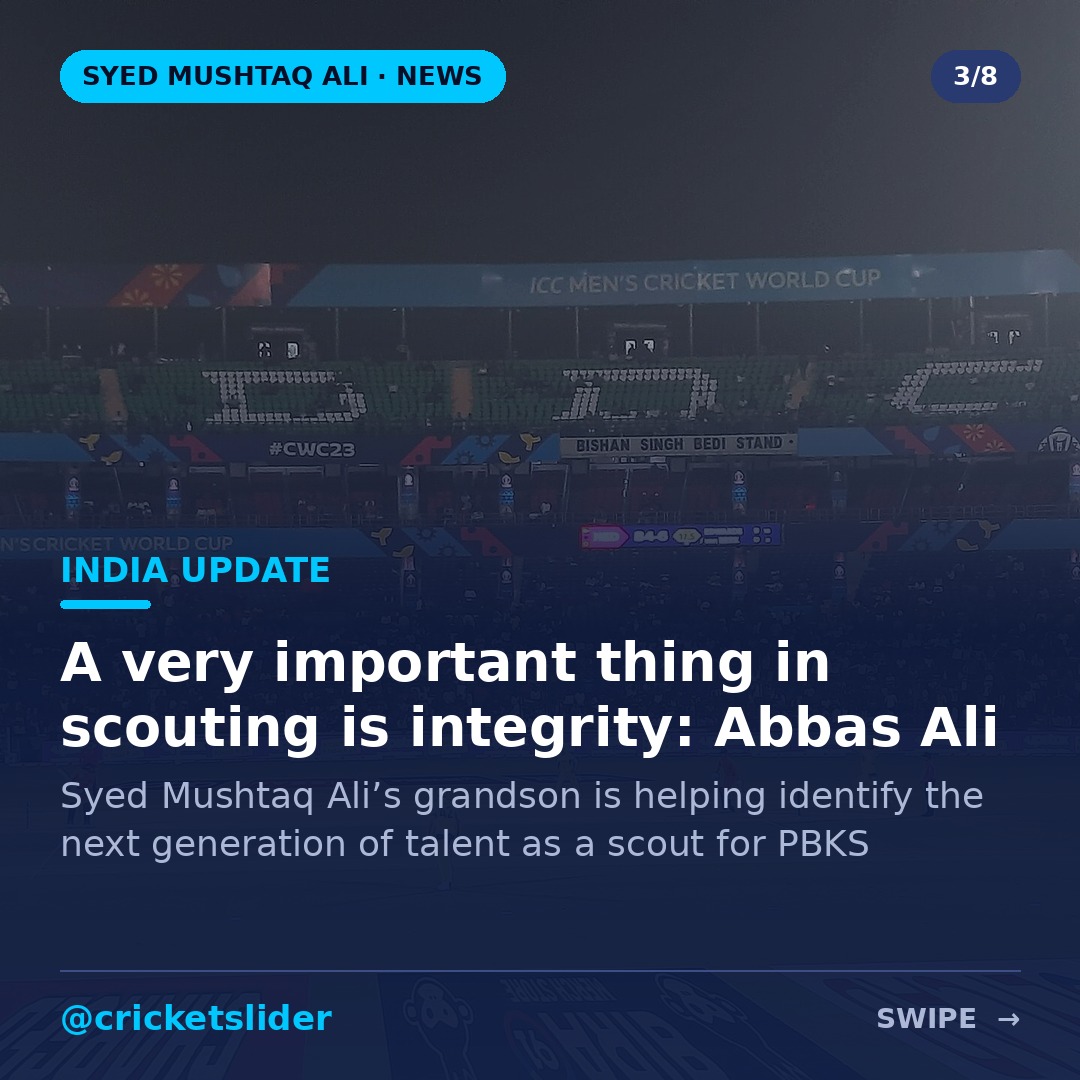 SYED MUSHTAQ ALI · NEWS
3/8
ICC MEN'S CRICKET WORLD CUP
#CWC23
BISHAN SINGH BEDI STAND
N'S CRICKET WORLD CUP
INDIA UPDATE
A very important thing in
scouting is integrity: Abbas Ali
Syed Mushtaq Ali’s grandson is helping identify the
next generation of talent as a scout for PBKS
@cricketslider
SWIPE →